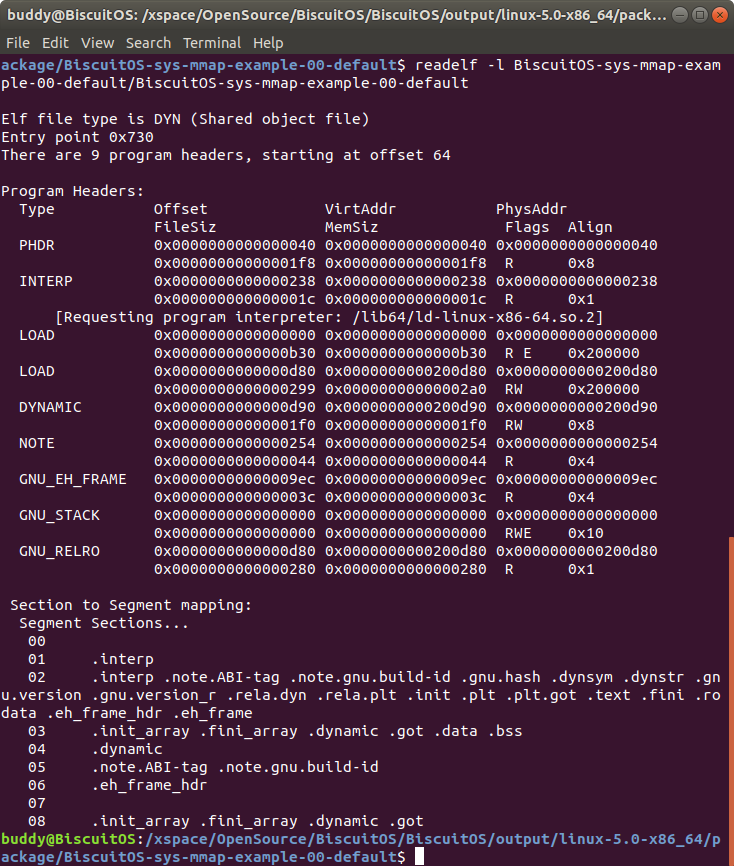 buddy@BiscuitOS: /xspace/OpenSource/BiscuitOS/BiscuitOS/output/linux-5.0-x86_64/pack...
File Edit View Search Terminal Help
ackage/BiscuitOS-sys-mmap-example-00-default$ readelf -l BiscuitOS-sys-mmap-exam
ple-00-default/BiscuitOS-sys-mmap-example-00-default
Elf file type is DYN (Shared object file)
Entry point 0x730
There are 9 program headers, starting at offset 64
Program Headers:
  Type           Offset             VirtAddr           PhysAddr
                 FileSiz            MemSiz              Flags  Align
  PHDR           0x0000000000000040 0x0000000000000040 0x0000000000000040
                 0x00000000000001f8 0x00000000000001f8  R      0x8
  INTERP         0x0000000000000238 0x0000000000000238 0x0000000000000238
                 0x000000000000001c 0x000000000000001c  R      0x1
      [Requesting program interpreter: /lib64/ld-linux-x86-64.so.2]
  LOAD           0x0000000000000000 0x0000000000000000 0x0000000000000000
                 0x0000000000000b30 0x0000000000000b30  R E    0x200000
  LOAD           0x0000000000000d80 0x0000000000200d80 0x0000000000200d80
                 0x0000000000000299 0x00000000000002a0  RW     0x200000
  DYNAMIC        0x0000000000000d90 0x0000000000200d90 0x0000000000200d90
                 0x00000000000001f0 0x00000000000001f0  RW     0x8
  NOTE           0x0000000000000254 0x0000000000000254 0x0000000000000254
                 0x0000000000000044 0x0000000000000044  R      0x4
  GNU_EH_FRAME   0x00000000000009ec 0x00000000000009ec 0x00000000000009ec
                 0x000000000000003c 0x000000000000003c  R      0x4
  GNU_STACK      0x0000000000000000 0x0000000000000000 0x0000000000000000
                 0x0000000000000000 0x0000000000000000  RWE    0x10
  GNU_RELRO      0x0000000000000d80 0x0000000000200d80 0x0000000000200d80
                 0x0000000000000280 0x0000000000000280  R      0x1
 Section to Segment mapping:
  Segment Sections...
   00
   01     .interp
   02     .interp .note.ABI-tag .note.gnu.build-id .gnu.hash .dynsym .dynstr .gn
u.version .gnu.version_r .rela.dyn .rela.plt .init .plt .plt.got .text .fini .ro
data .eh_frame_hdr .eh_frame
   03     .init_array .fini_array .dynamic .got .data .bss
   04     .dynamic
   05     .note.ABI-tag .note.gnu.build-id
   06     .eh_frame_hdr
   07
   08     .init_array .fini_array .dynamic .got
buddy@BiscuitOS:/xspace/OpenSource/BiscuitOS/BiscuitOS/output/linux-5.0-x86_64/p
ackage/BiscuitOS-sys-mmap-example-00-default$